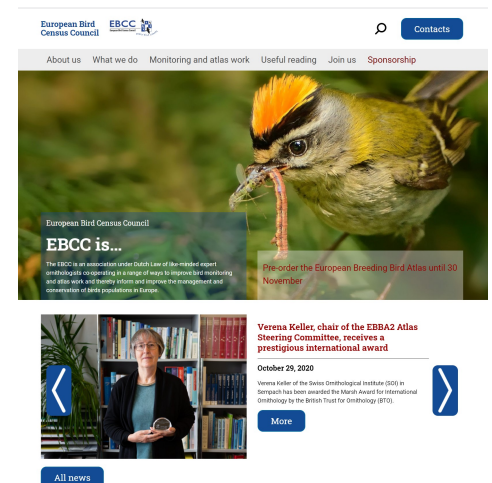 European Bird
Census Council
EBCC
Contacts
About us What we do Monitoring and atlas work Useful reading Join us Sponsorship
European Bird Census Council
EBCC is...
The EBCC is an association under Dutch Law of like-minded expert
ornithologists co-operating in a range of ways to improve bird monitoring
and atlas work and thereby inform and improve the management and
conservation of birds populations in Europe.
Pre-order the European Breeding Bird Atlas until 30
November
Verena Keller, chair of the EBBA2 Atlas
Steering Committee, receives a
prestigious international award
October 29, 2020
Verena Keller of the Swiss Ornithological Institute (SOI) in
Sempach has been awarded the Marsh Award for International
Ornithology by the British Trust for Ornithology (BTO).
More
All news